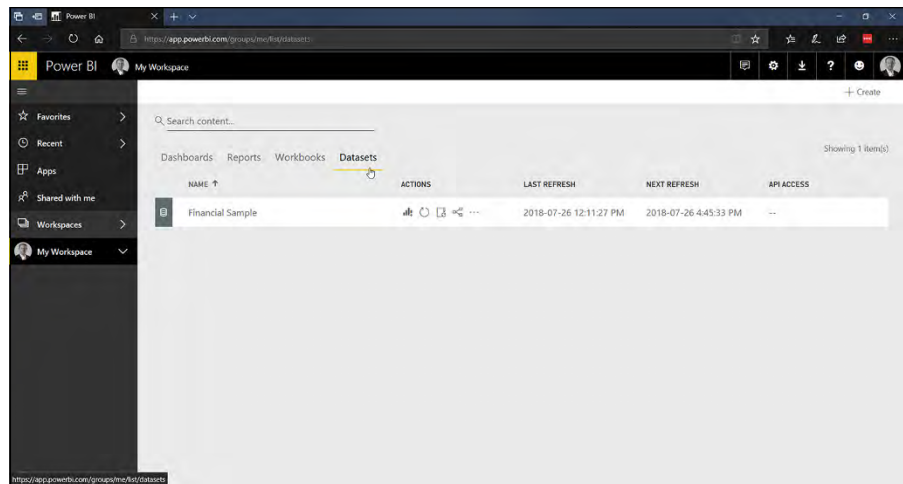 Power BI
https://app.powerbi.com/groups/me/list/datasets
Power BI My Workspace
?
+ Create
Favorites
Search content...
Recent
Showing 1 item(s)
Dashboards Reports Workbooks Datasets
Apps
NAME ↑ ACTIONS LAST REFRESH NEXT REFRESH API ACCESS
Shared with me
Financial Sample ... 2018-07-26 12:11:27 PM 2018-07-26 4:45:33 PM --
Workspaces
My Workspace
https://app.powerbi.com/groups/me/list/datasets